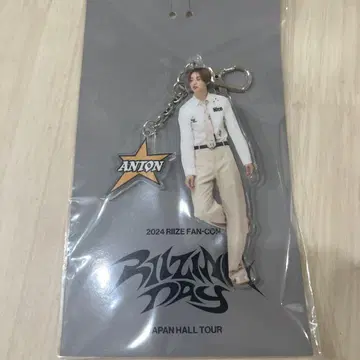 ANTON
2024 RIIZE FAN-CON
RIIZING
DAY
JAPAN HALL TOUR